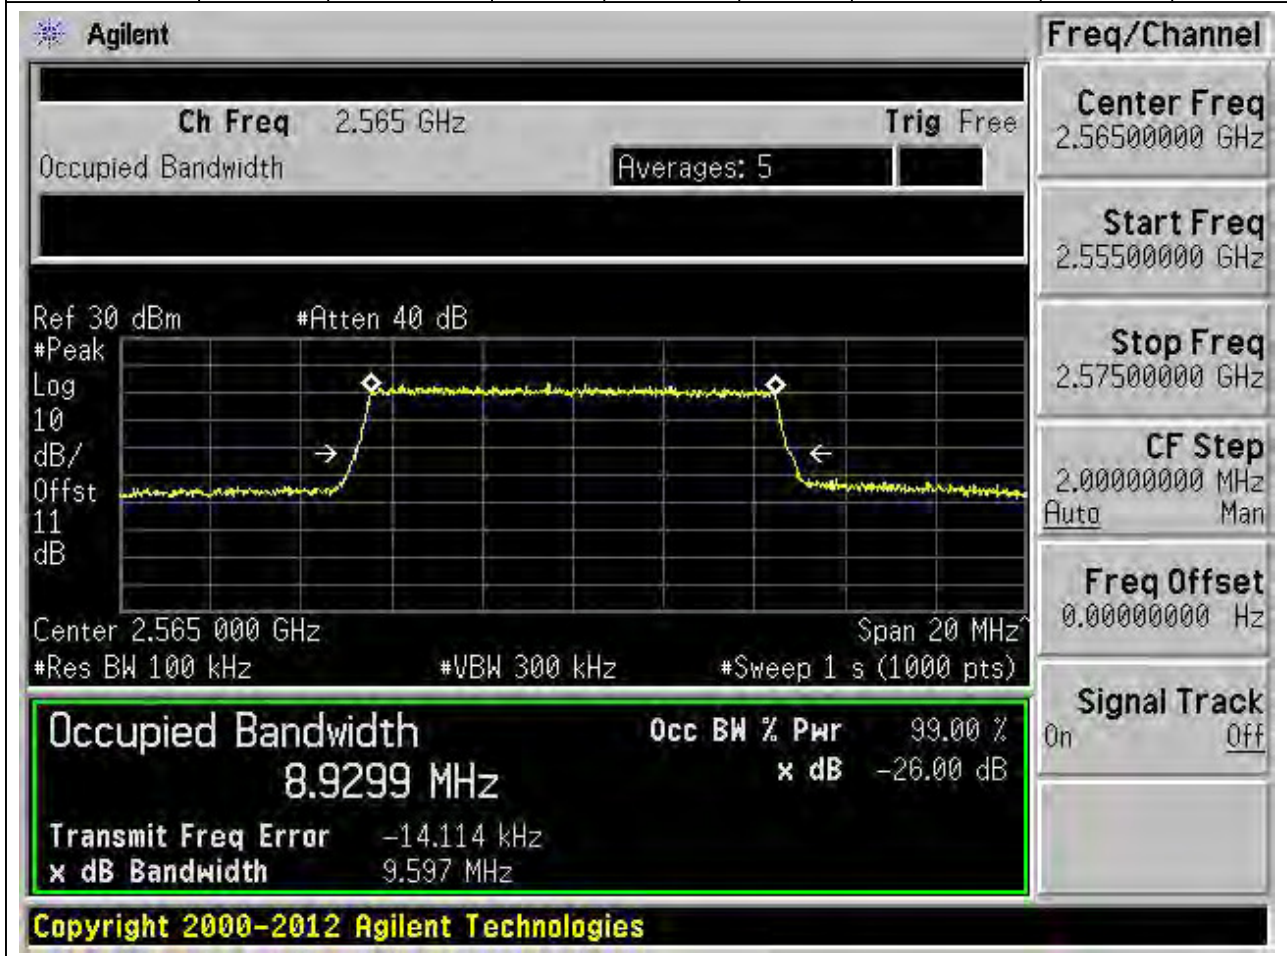 Agilent
Freq/Channel
Ch Freq 2.565 GHz Trig Free
Occupied Bandwidth Averages: 5
Center Freq
2.56500000 GHz
Start Freq
2.55500000 GHz
Stop Freq
2.57500000 GHz
CF Step
2.00000000 MHz
Auto Man
Freq Offset
0.00000000 Hz
Signal Track
On Off
Ref 30 dBm #Atten 40 dB
#Peak
Log
10
dB/
Offst
11
dB
Center 2.565 000 GHz Span 20 MHz^
#Res BW 100 kHz #VBW 300 kHz #Sweep 1 s (1000 pts)
Occupied Bandwidth Occ BW % Pwr 99.00 %
8.9299 MHz x dB -26.00 dB
Transmit Freq Error -14.114 kHz
x dB Bandwidth 9.597 MHz
Copyright 2000-2012 Agilent Technologies